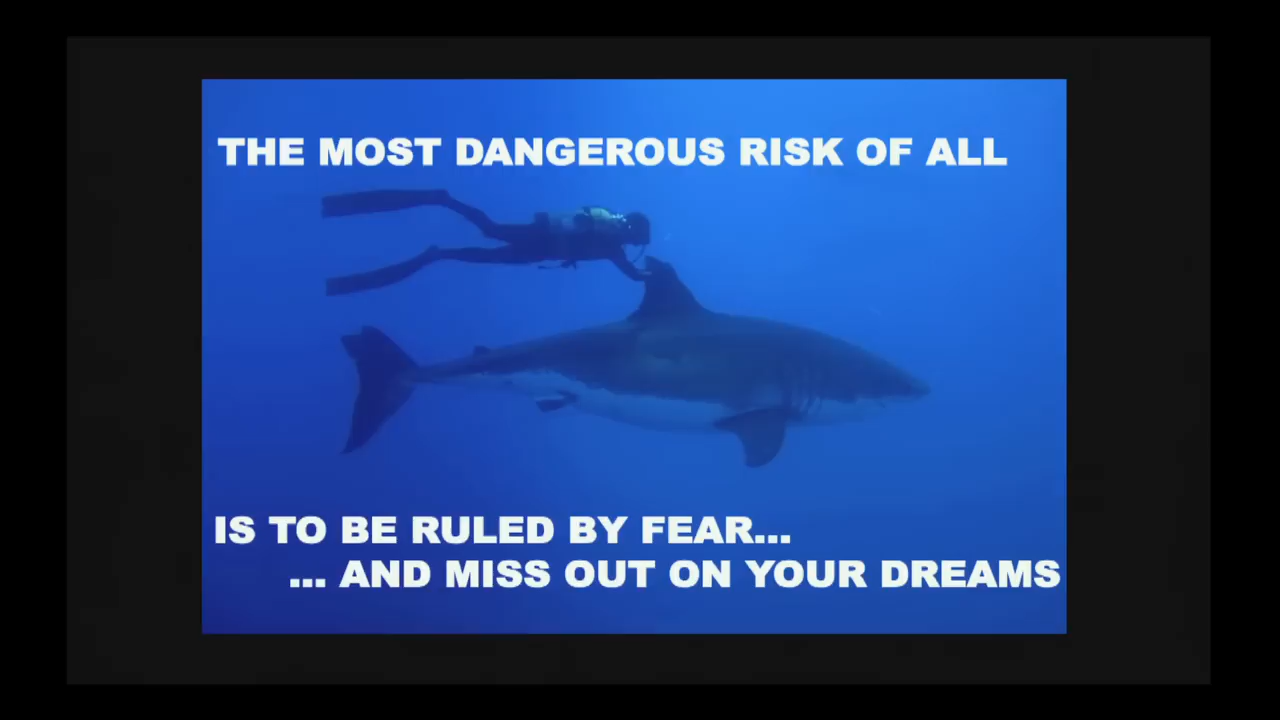 THE MOST DANGEROUS RISK OF ALL
IS TO BE RULED BY FEAR...
... AND MISS OUT ON YOUR DREAMS